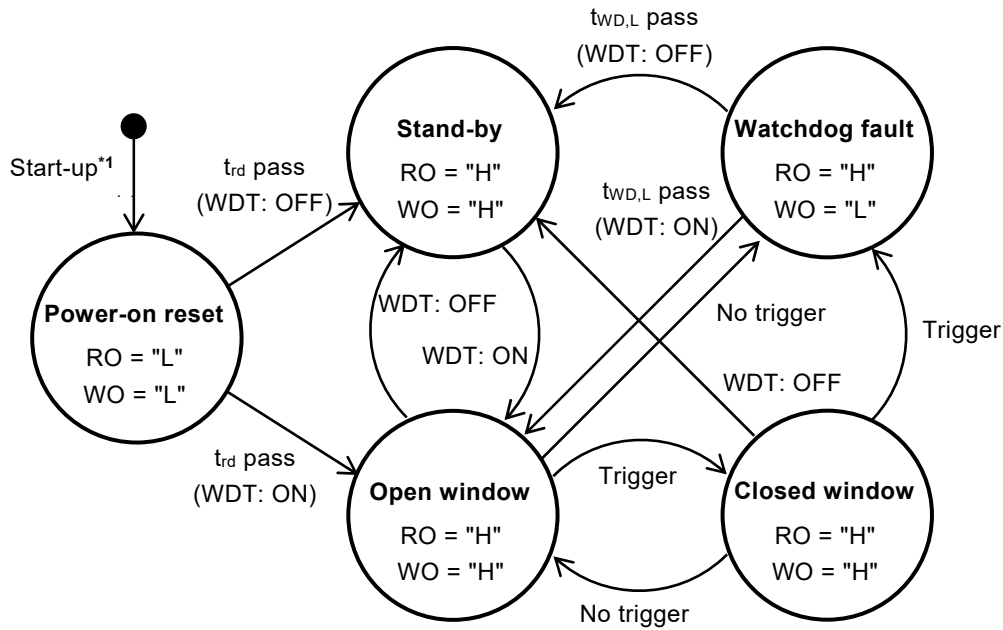 tWD,L pass
(WDT: OFF)
Start-up*1
trd pass
(WDT: OFF)
Stand-by
RO = "H"
WO = "H"
tWD,L pass
(WDT: ON)
Watchdog fault
RO = "H"
WO = "L"
Power-on reset
RO = "L"
WO = "L"
WDT: OFF
WDT: ON
No trigger
Trigger
WDT: OFF
trd pass
(WDT: ON)
Open window
RO = "H"
WO = "H"
Trigger
Closed window
RO = "H"
WO = "H"
No trigger